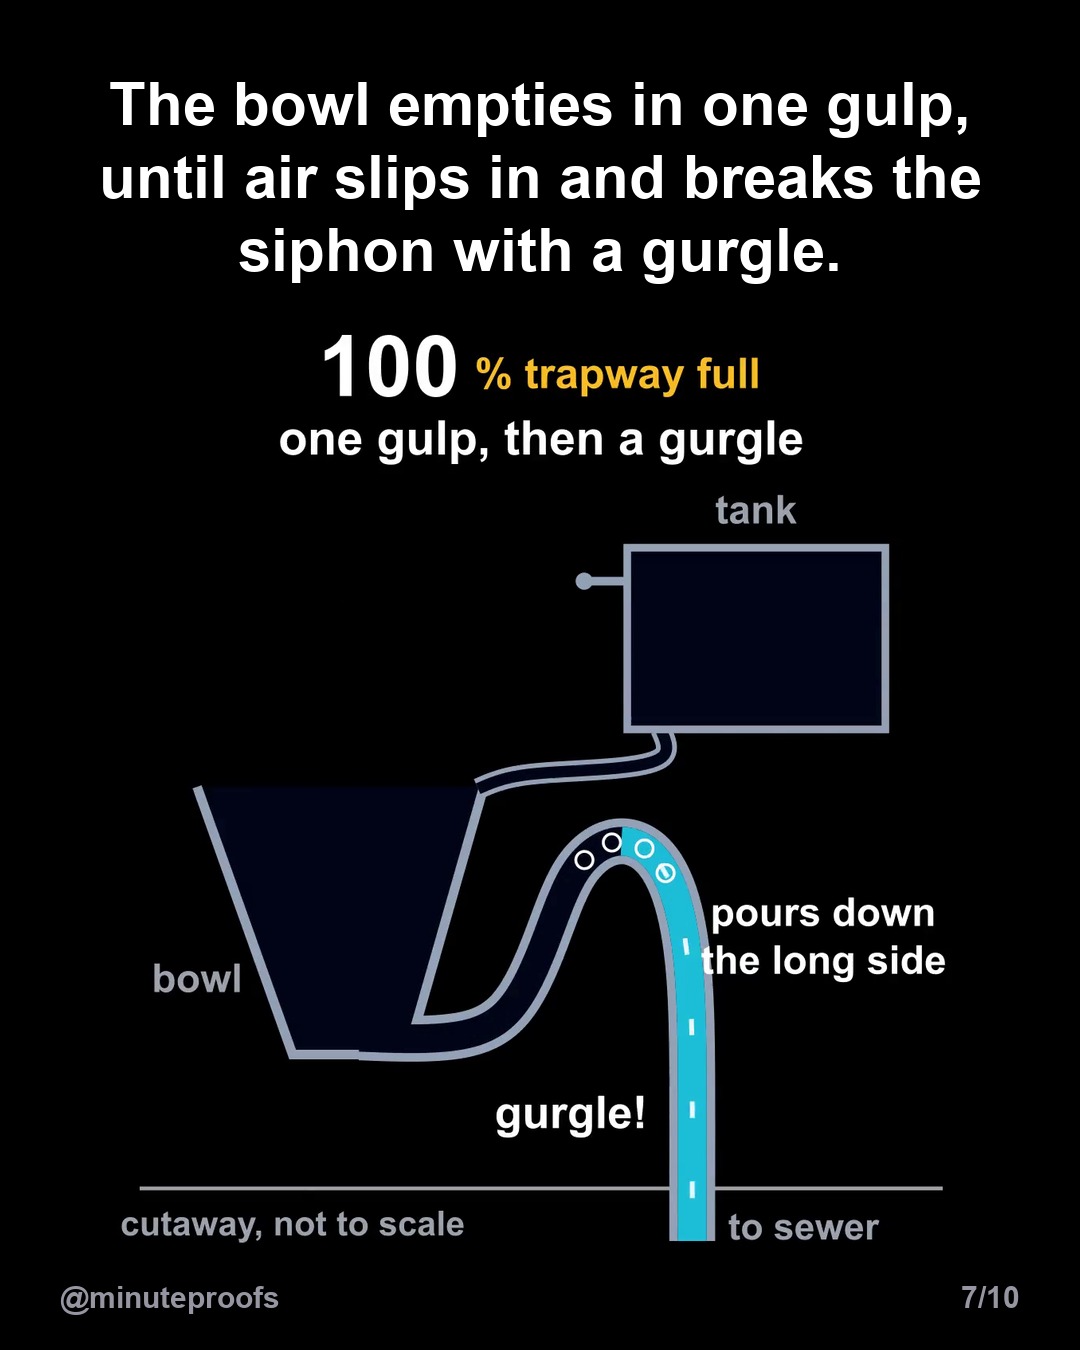 The bowl empties in one gulp,
until air slips in and breaks the
siphon with a gurgle.
100 % trapway full
one gulp, then a gurgle
tank
pours down
the long side
bowl
gurgle!
cutaway, not to scale
to sewer
@minuteproofs
7/10